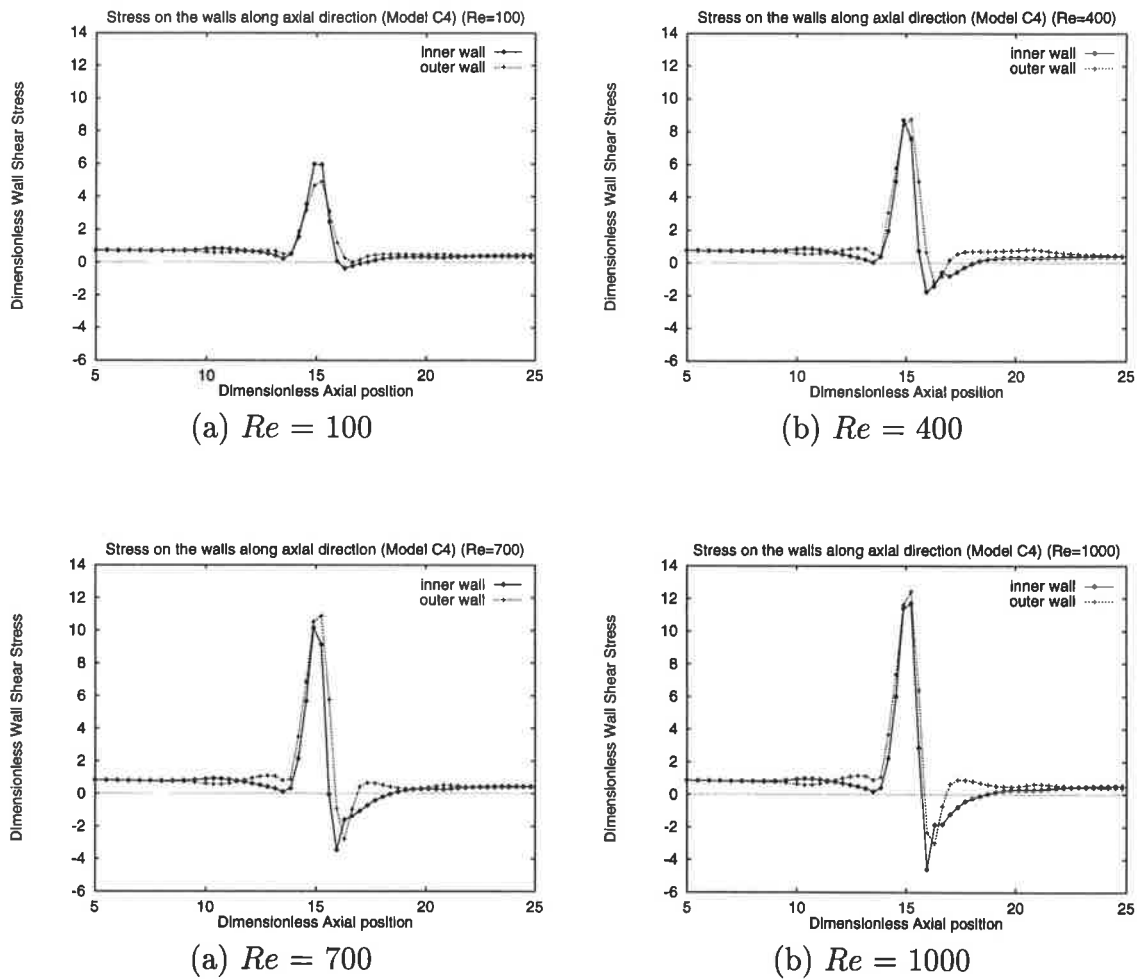 Stress on the walls along axial direction (Model C4) (Re=100)
inner wall
outer wall
Dimensionless Wall Shear Stress
14
12
10
8
6
4
2
0
-2
-4
-6
5 10 15 20 25
Dimensionless Axial position
(a) Re = 100
Stress on the walls along axial direction (Model C4) (Re=400)
inner wall
outer wall
Dimensionless Wall Shear Stress
14
12
10
8
6
4
2
0
-2
-4
-6
5 10 15 20 25
Dimensionless Axial position
(b) Re = 400
Stress on the walls along axial direction (Model C4) (Re=700)
inner wall
outer wall
Dimensionless Wall Shear Stress
14
12
10
8
6
4
2
0
-2
-4
-6
5 10 15 20 25
Dimensionless Axial position
(a) Re = 700
Stress on the walls along axial direction (Model C4) (Re=1000)
inner wall
outer wall
Dimensionless Wall Shear Stress
14
12
10
8
6
4
2
0
-2
-4
-6
5 10 15 20 25
Dimensionless Axial position
(b) Re = 1000